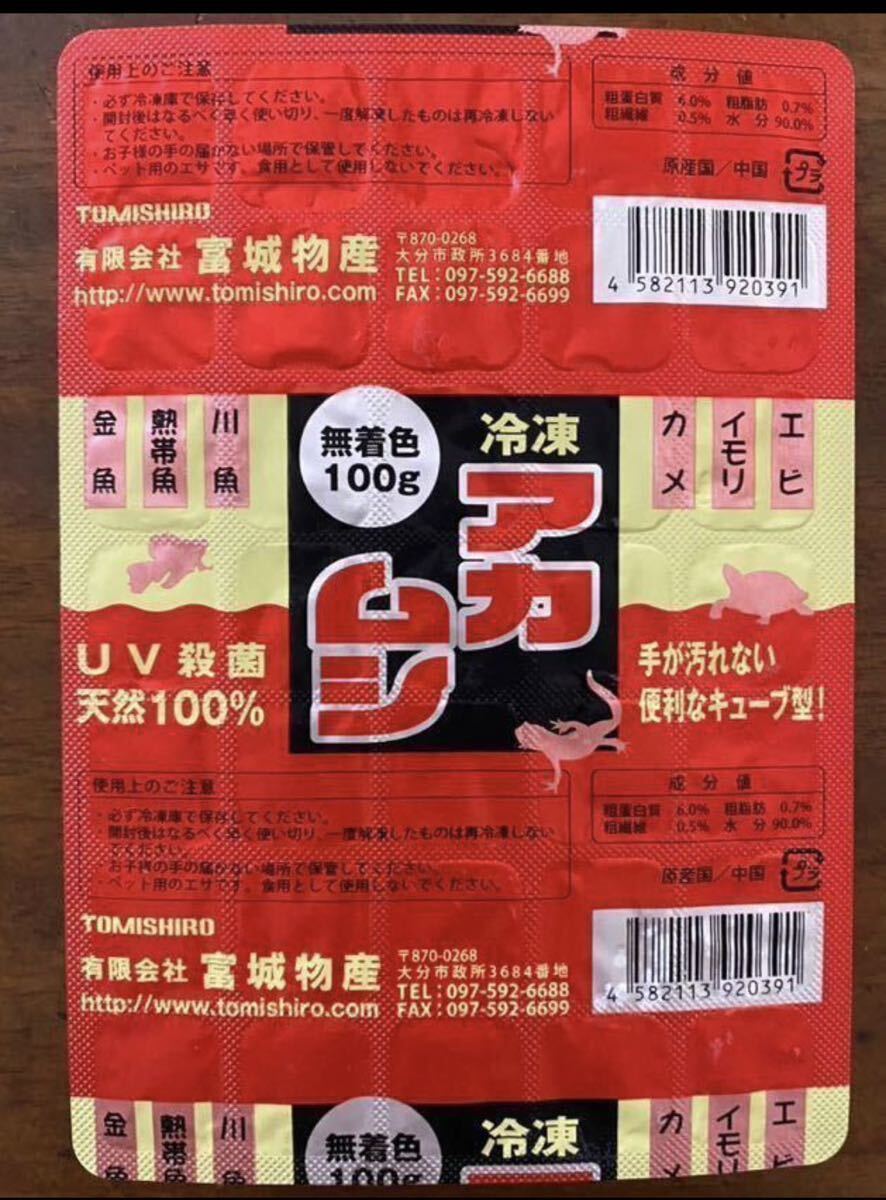 使用上のご注意
・必ず冷凍庫で保存してください。
・開封後はなるべく早く使い切り、一度解凍したものは再冷凍しない
でください。
・お子様の手の届かない場所で保管してください。
・ペット用のエサです。食用として使用しないでください。
成分値
粗蛋白質 6.0% 粗脂肪 0.7%
粗繊維 0.5% 水分 90.0%
原産国/中国
プラ
TOMISHIRO
有限会社 富城物産
http://www.tomishiro.com
〒870-0268
大分市政所3684番地
TEL:097-592-6688
FAX:097-592-6699
4 582113 920391
金魚
熱帯魚
川魚
無着色
100g
冷凍
アカ
ムシ
カメ
イモリ
エビ
UV殺菌
天然100%
手が汚れない
便利なキューブ型!
使用上のご注意
・必ず冷凍庫で保存してください。
・開封後はなるべく早く使い切り、一度解凍したものは再冷凍しない
でください。
・お子様の手の届かない場所で保管してください。
・ペット用のエサです。食用として使用しないでください。
成分値
粗蛋白質 6.0% 粗脂肪 0.7%
粗繊維 0.5% 水分 90.0%
原産国/中国
プラ
TOMISHIRO
有限会社 富城物産
http://www.tomishiro.com
〒870-0268
大分市政所3684番地
TEL:097-592-6688
FAX:097-592-6699
4 582113 920391
金魚
熱帯魚
川魚
無着色
100g
冷凍
カメ
イモリ
エビ